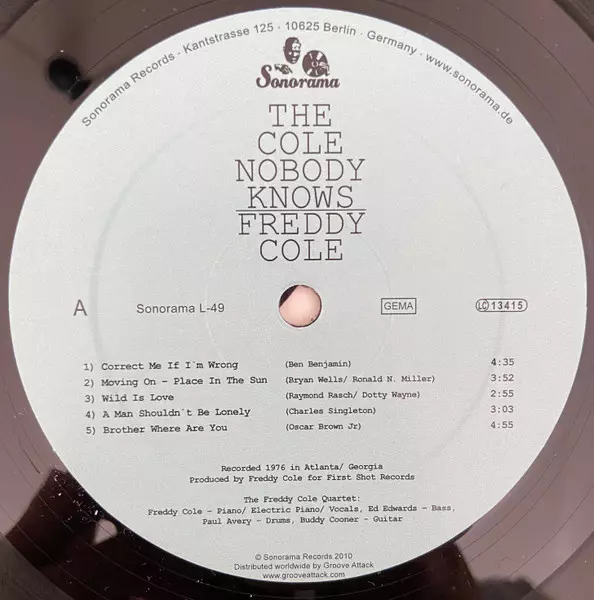 Sonorama Records - Kantstrasse 125 · 10625 Berlin · Germany · www.sonorama.de
Sonorama
THE
COLE
NOBODY
KNOWS
FREDDY
COLE
A Sonorama L-49 GEMA LC 13415
1) Correct Me If I'm Wrong (Ben Benjamin) 4:35
2) Moving On - Place In The Sun (Bryan Wells/ Ronald N. Miller) 3:52
3) Wild Is Love (Raymond Rasch/ Dotty Wayne) 2:55
4) A Man Shouldn't Be Lonely (Charles Singleton) 3:03
5) Brother Where Are You (Oscar Brown Jr) 4:55
Recorded 1976 in Atlanta/ Georgia
Produced by Freddy Cole for First Shot Records
The Freddy Cole Quartet:
Freddy Cole - Piano/ Electric Piano/ Vocals, Ed Edwards - Bass,
Paul Avery - Drums, Buddy Cooner - Guitar
© Sonorama Records 2010
Distributed worldwide by Groove Attack
www.grooveattack.com